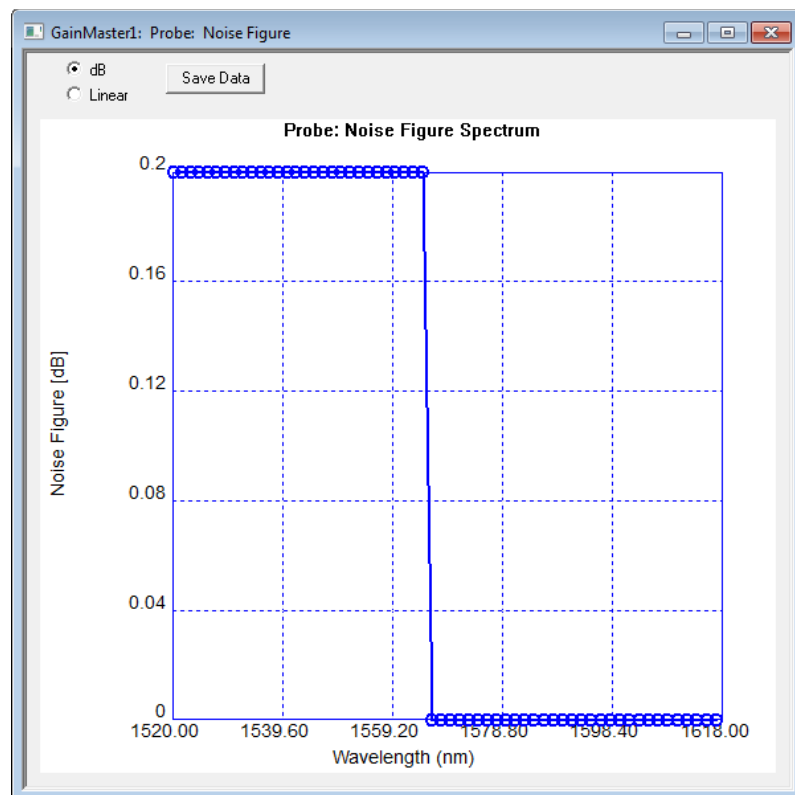 GainMaster1: Probe: Noise Figure
dB
Linear
Save Data
Probe: Noise Figure Spectrum
0.2
0.16
0.12
0.08
0.04
0
Noise Figure [dB]
1520.00 1539.60 1559.20 1578.80 1598.40 1618.00
Wavelength (nm)